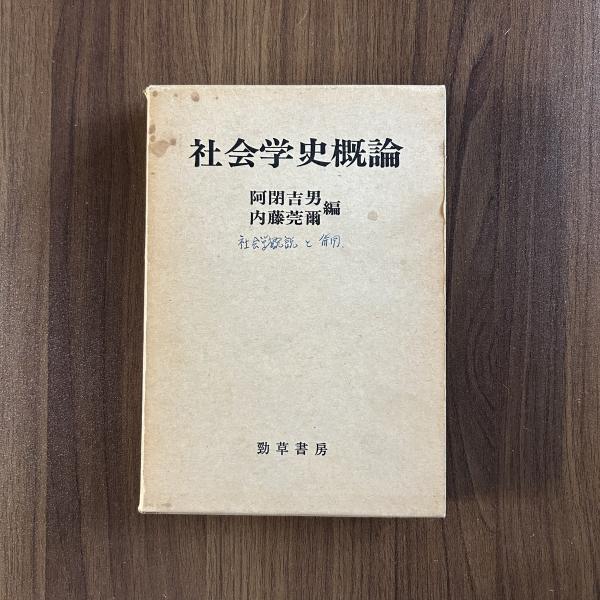 社会学史概論
阿閉吉男
内藤莞爾
編
社会学概説 と 併用
勁草書房